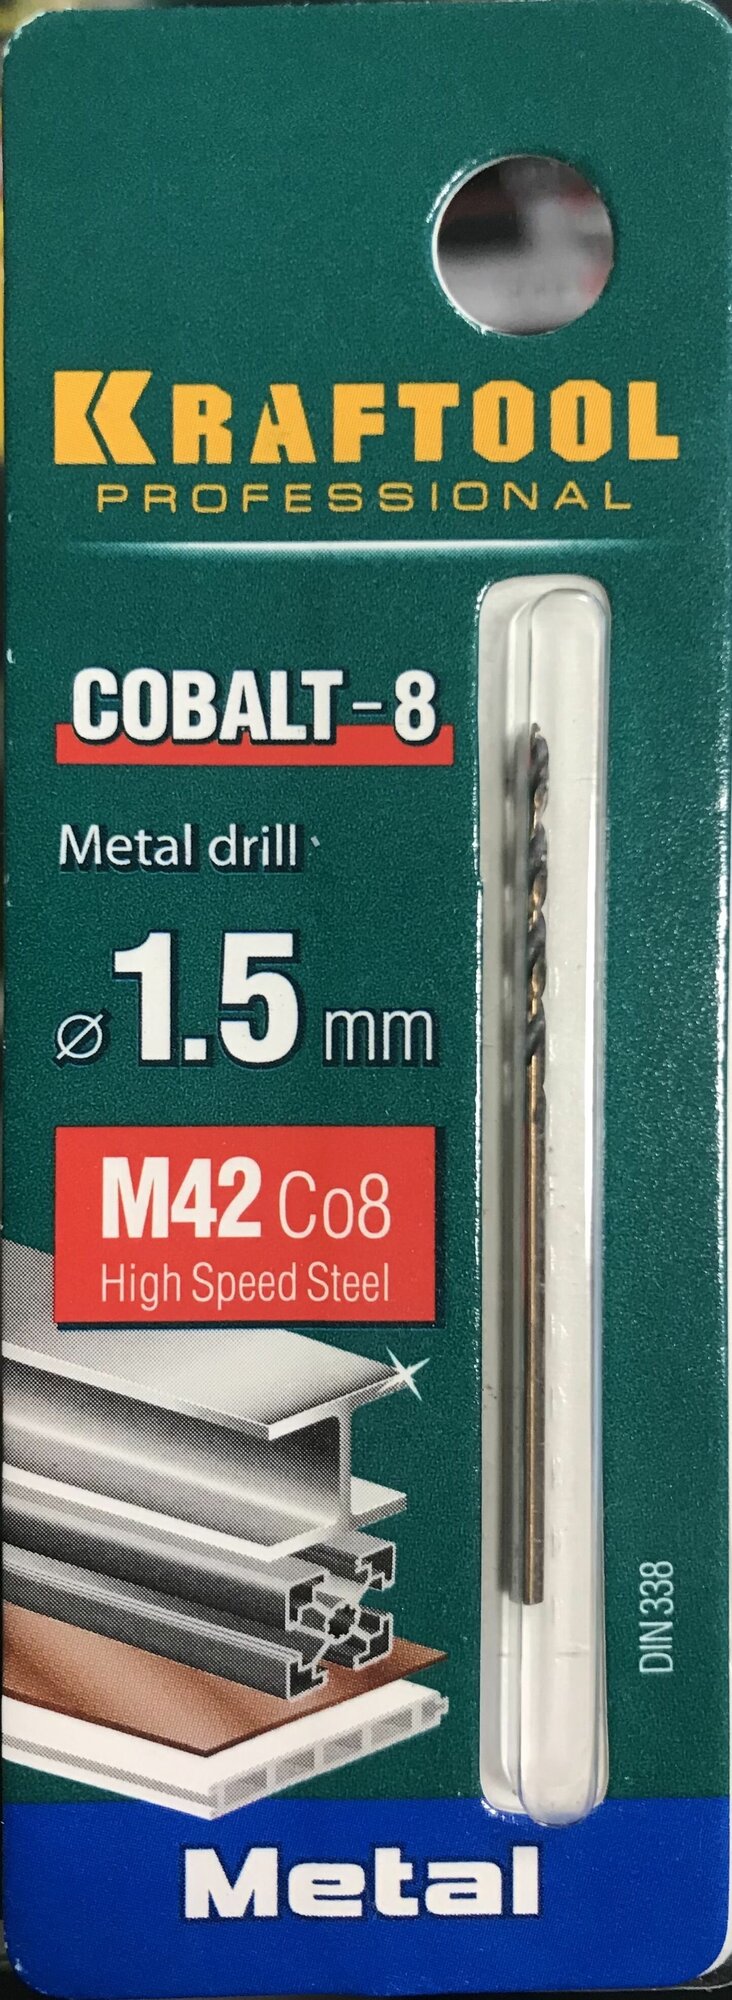 KRAFTOOL
PROFESSIONAL
COBALT-8
Metal drill
⌀ 1.5 mm
M42 Co8
High Speed Steel
DIN 338
Metal